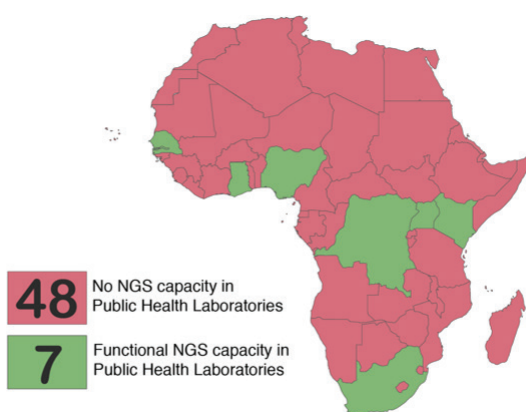 48
No NGS capacity in
Public Health Laboratories
7
Functional NGS capacity in
Public Health Laboratories